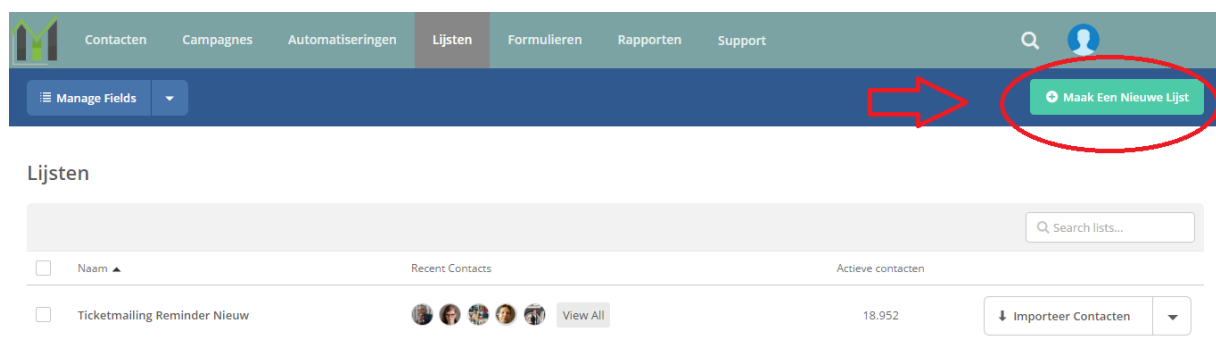 Contacten Campagnes Automatiseringen Lijsten Formulieren Rapporten Support
Manage Fields Maak Een Nieuwe Lijst
Lijsten
Search lists...
Naam Recent Contacts Actieve contacten
Ticketmailing Reminder Nieuw View All 18.952 Importeer Contacten